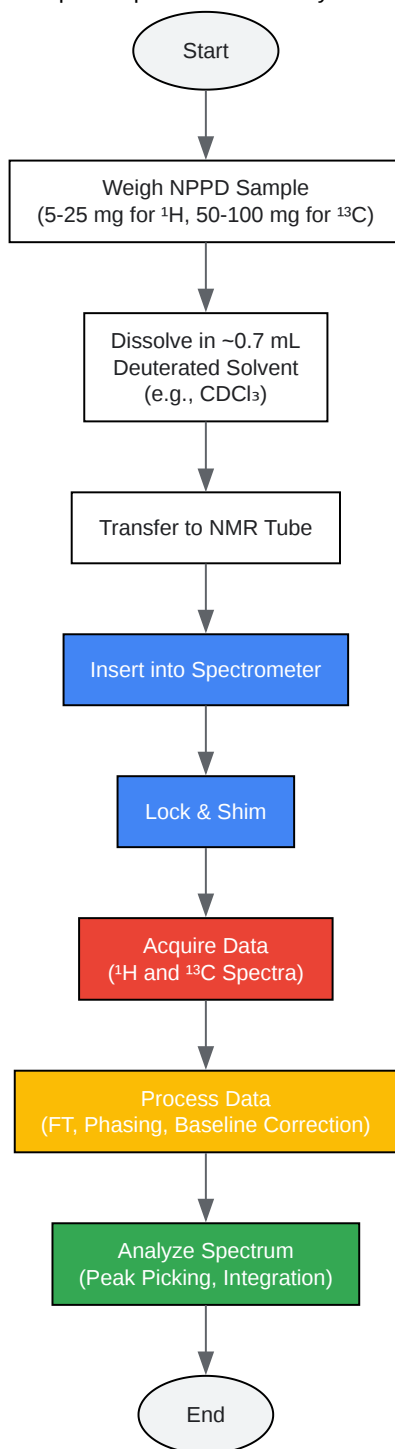 Start
Weigh NPPD Sample
(5-25 mg for ¹H, 50-100 mg for ¹³C)
Dissolve in ~0.7 mL
Deuterated Solvent
(e.g., CDCl₃)
Transfer to NMR Tube
Insert into Spectrometer
Lock & Shim
Acquire Data
(¹H and ¹³C Spectra)
Process Data
(FT, Phasing, Baseline Correction)
Analyze Spectrum
(Peak Picking, Integration)
End